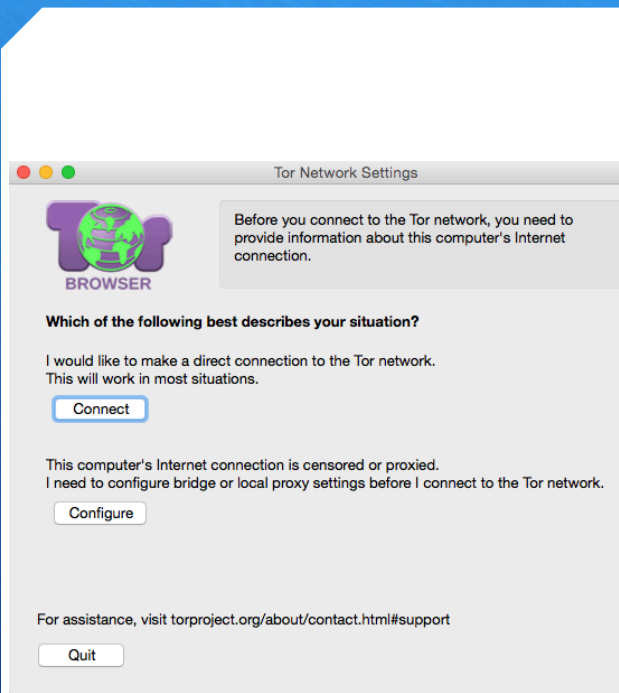 Tor Network Settings
Tor
BROWSER
Before you connect to the Tor network, you need to
provide information about this computer's Internet
connection.
Which of the following best describes your situation?
I would like to make a direct connection to the Tor network.
This will work in most situations.
Connect
This computer's Internet connection is censored or proxied.
I need to configure bridge or local proxy settings before I connect to the Tor network.
Configure
For assistance, visit torproject.org/about/contact.html#support
Quit